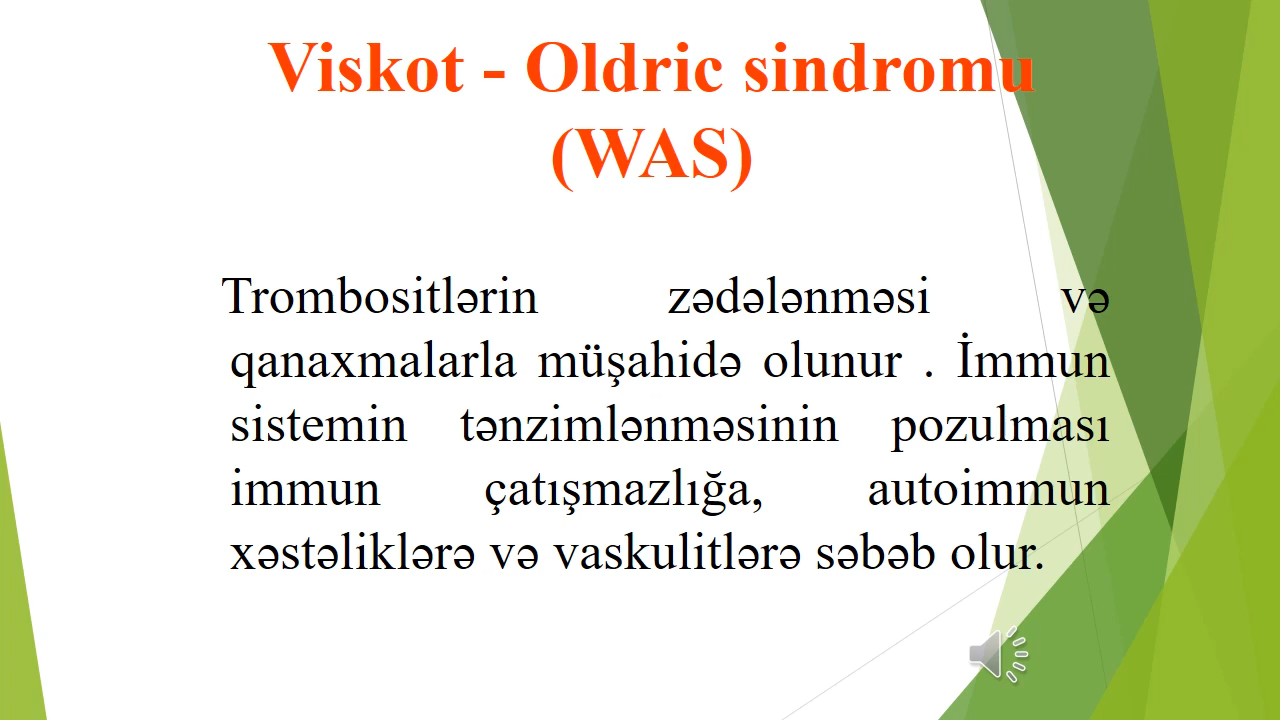 Viskot - Oldric sindromu
(WAS)
Trombositlərin zədələnməsi və
qanaxmalarla müşahidə olunur . İmmun
sistemin tənzimlənməsinin pozulması
immun çatışmazlığa, autoimmun
xəstəliklərə və vaskulitlərə səbəb olur.